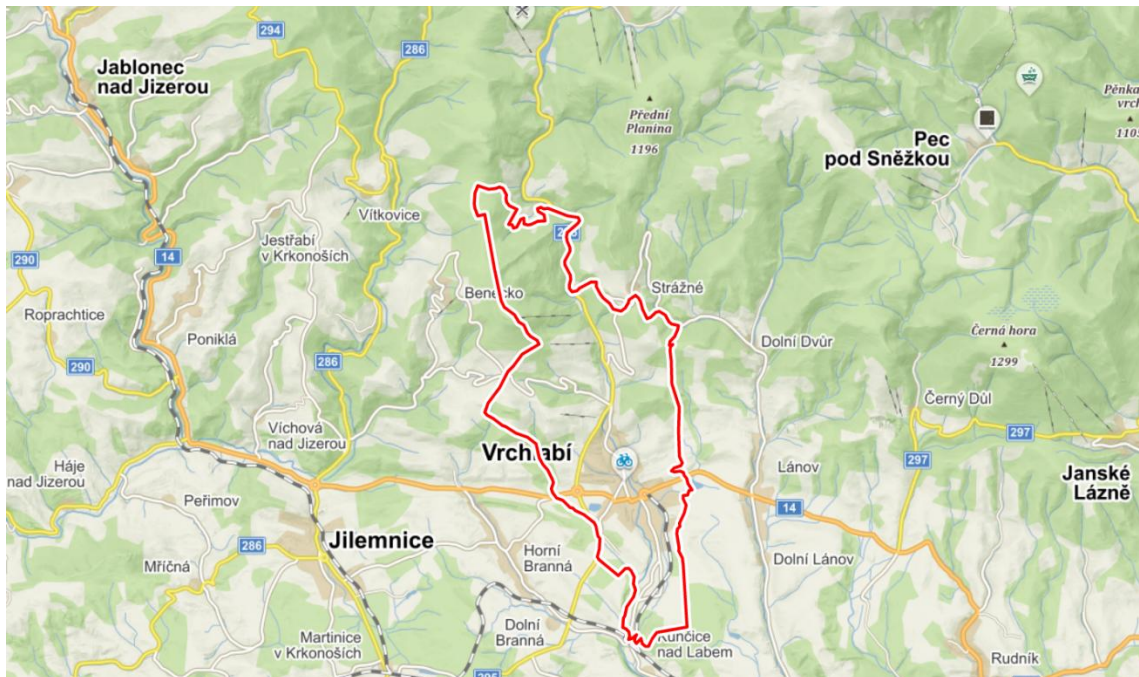 294
286
Jablonec
nad Jizerou
Přední
Planina
1196
Pec
pod Sněžkou
Vítkovice
14
Jestřabí
v Krkonoších
290
Roprachtice
Benecko
Strážné
Poniklá
Dolní Dvůr
Černá hora
1299
290
286
Černý Důl
Víchová
nad Jizerou
Vrchlabí
297
297
Háje
nad Jizerou
Peřimov
Lánov
Janské
Lázně
14
Jilemnice
286
Mříčná
Horní
Branná
Dolní Lánov
Dolní
Branná
Martinice
v Krkonoších
Kunčice
nad Labem
Rudník